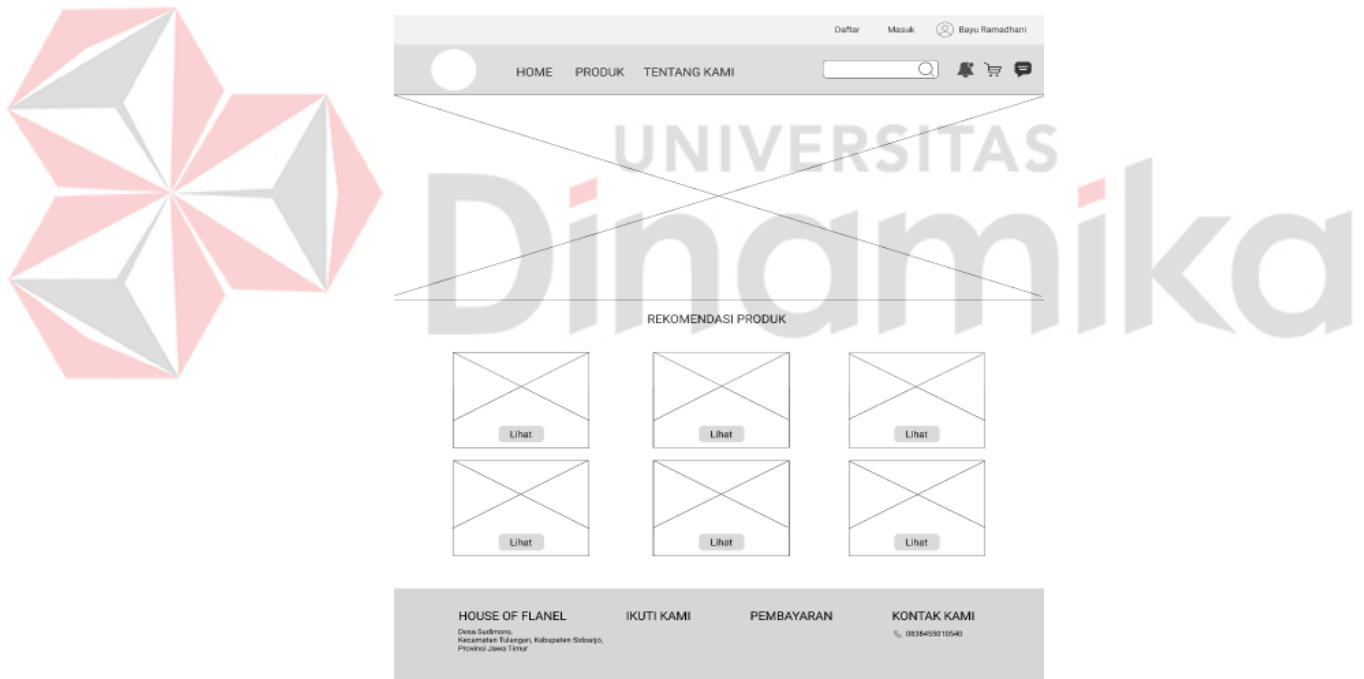 Daftar Masuk Bayu Ramadhani
HOME PRODUK TENTANG KAMI
UNIVERSITAS
Dinamika
REKOMENDASI PRODUK
Lihat Lihat Lihat
Lihat Lihat Lihat
HOUSE OF FLANEL IKUTI KAMI PEMBAYARAN KONTAK KAMI
Desa Sudimoro,
Kecamatan Tulangan, Kabupaten Sidoarjo,
Provinsi Jawa Timur
0838455010540